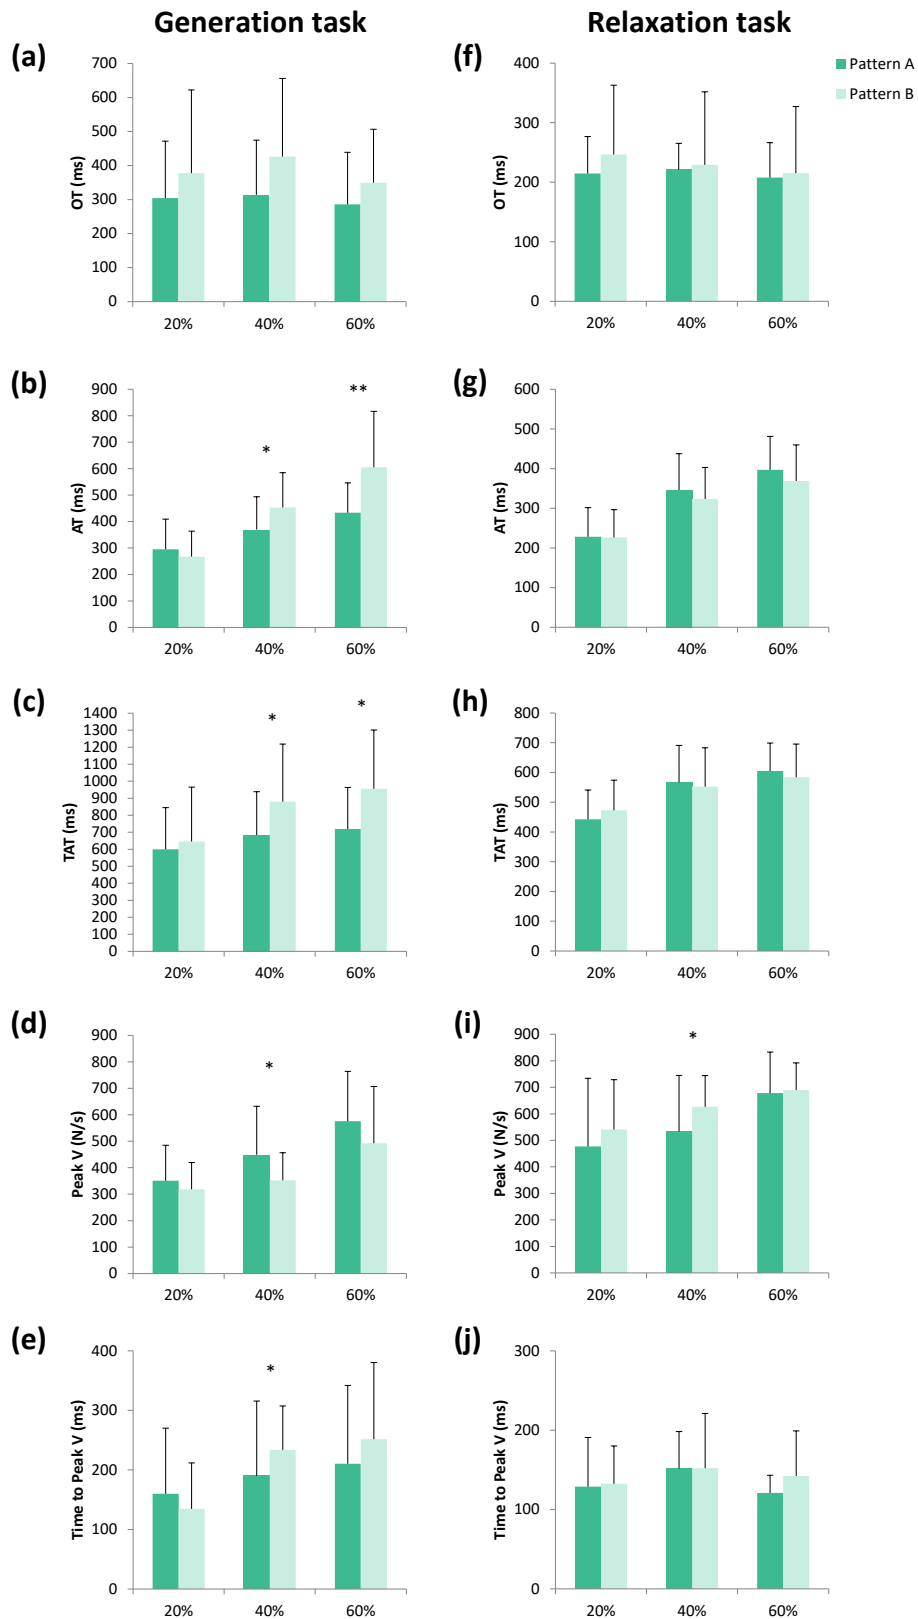 Generation task
Relaxation task
Pattern A
Pattern B
(a)
OT (ms)
700
600
500
400
300
200
100
0
20% 40% 60%
(f)
OT (ms)
400
300
200
100
0
20% 40% 60%
(b)
AT (ms)
900
800
700
600
500
400
300
200
100
0
*
**
20% 40% 60%
(g)
AT (ms)
600
500
400
300
200
100
0
20% 40% 60%
(c)
TAT (ms)
1400
1300
1200
1100
1000
900
800
700
600
500
400
300
200
100
0
*
*
20% 40% 60%
(h)
TAT (ms)
800
700
600
500
400
300
200
100
0
20% 40% 60%
(d)
Peak V (N/s)
900
800
700
600
500
400
300
200
100
0
*
20% 40% 60%
(i)
Peak V (N/s)
900
800
700
600
500
400
300
200
100
0
*
20% 40% 60%
(e)
Time to Peak V (ms)
400
300
200
100
0
*
20% 40% 60%
(j)
Time to Peak V (ms)
300
200
100
0
20% 40% 60%